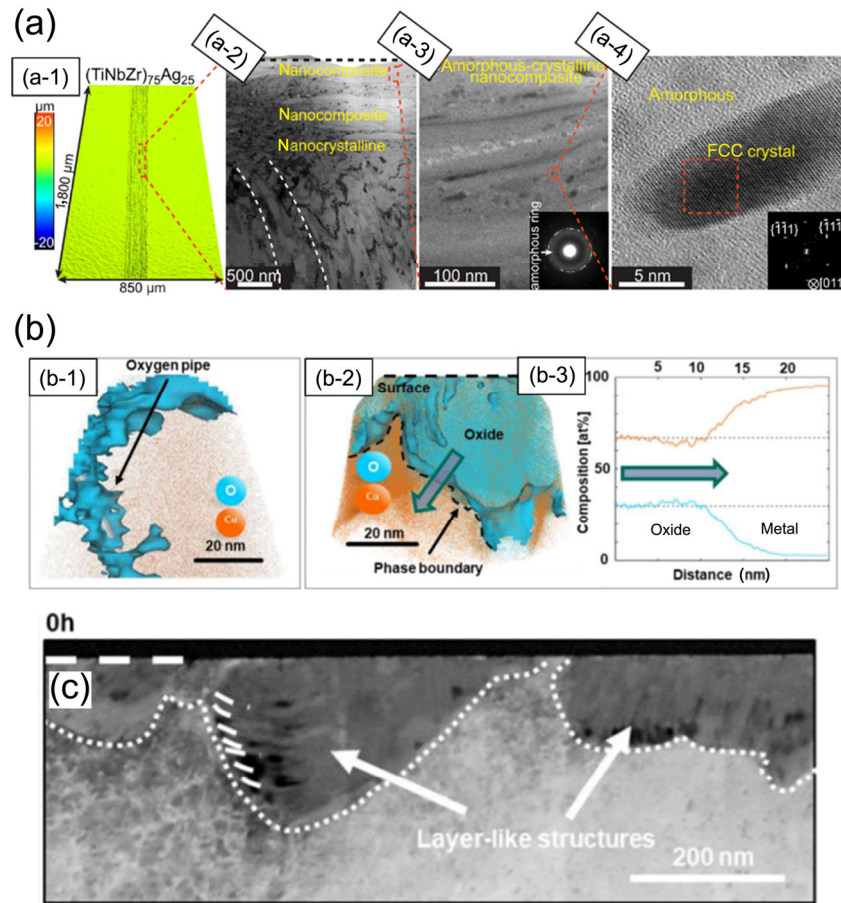 (a)
(a-1)
(TiNbZr)75Ag25
μm
20
-20
1,800 μm
850 μm
(a-2)
Nanocomposite
Nanocomposite
Nanocrystalline
500 nm
(a-3)
Amorphous-crystalline
nanocomposite
amorphous ring
100 nm
(a-4)
Amorphous
FCC crystal
5 nm
⊗[011
(b)
(b-1)
Oxygen pipe
O
Cu
20 nm
(b-2)
Surface
Oxide
O
Cu
20 nm
Phase boundary
(b-3)
5 10 15 20
100
50
0
Composition [at%]
Oxide Metal
Distance (nm)
0h
(c)
Layer-like structures
200 nm